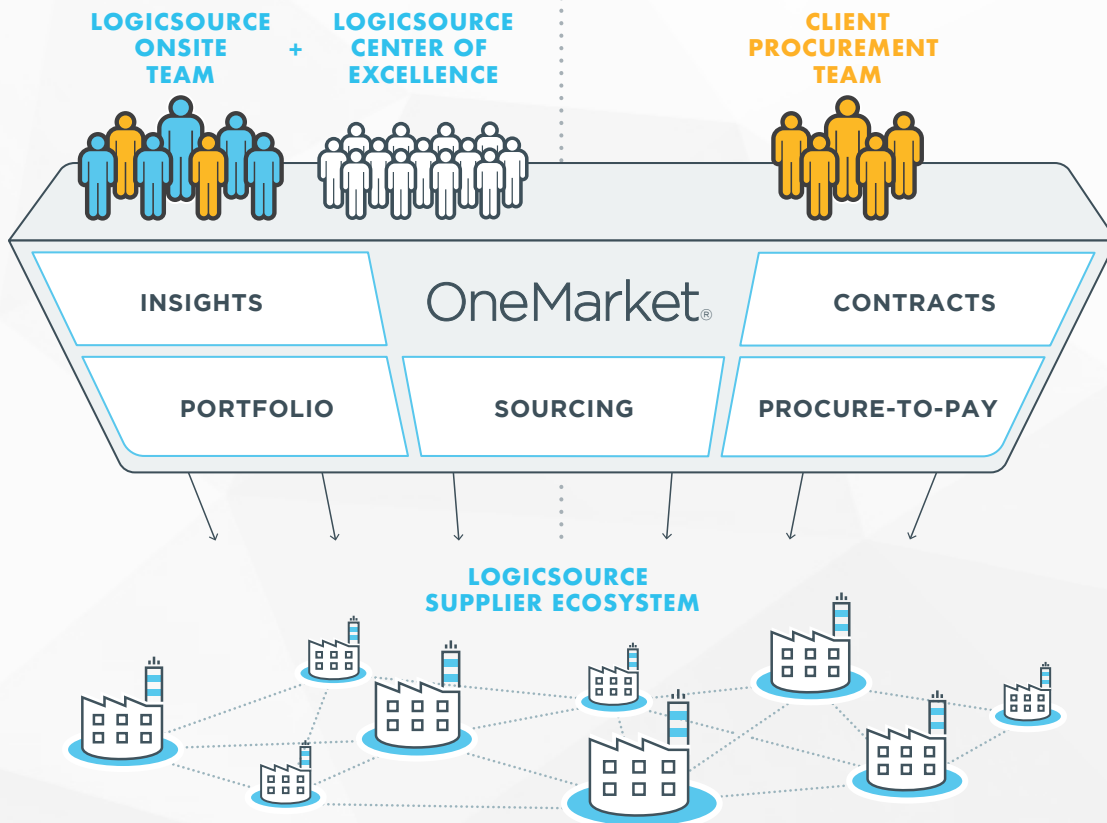 LOGICSOURCE
ONSITE
TEAM
+
LOGICSOURCE
CENTER OF
EXCELLENCE
CLIENT
PROCUREMENT
TEAM
INSIGHTS
OneMarket®
CONTRACTS
PORTFOLIO
SOURCING
PROCURE-TO-PAY
LOGICSOURCE
SUPPLIER ECOSYSTEM